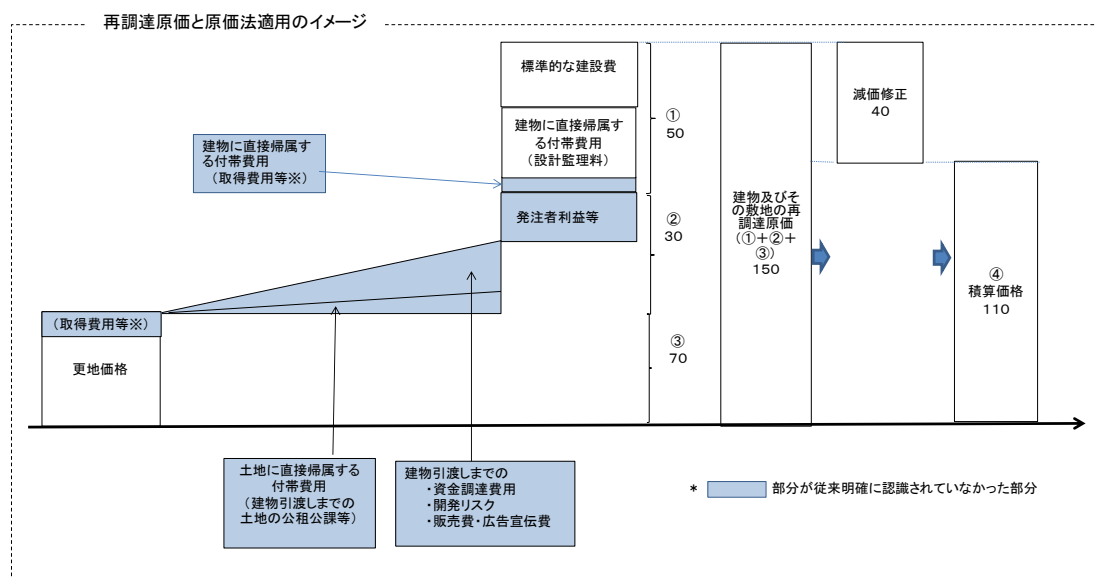 再調達原価と原価法適用のイメージ
標準的な建設費
建物に直接帰属す
る付帯費用
（設計監理料）
建物に直接帰属す
る付帯費用
（取得費用等※）
発注者利益等
①
50
②
30
③
70
建物及びそ
の敷地の再
調達原価
（①＋②＋
③）
150
減価修正
40
④
積算価格
110
（取得費用等※）
更地価格
土地に直接帰属する
付帯費用
（建物引渡しまでの
土地の公租公課等）
建物引渡しまでの
・資金調達費用
・開発リスク
・販売費・広告宣伝費
* 部分が従来明確に認識されていなかった部分